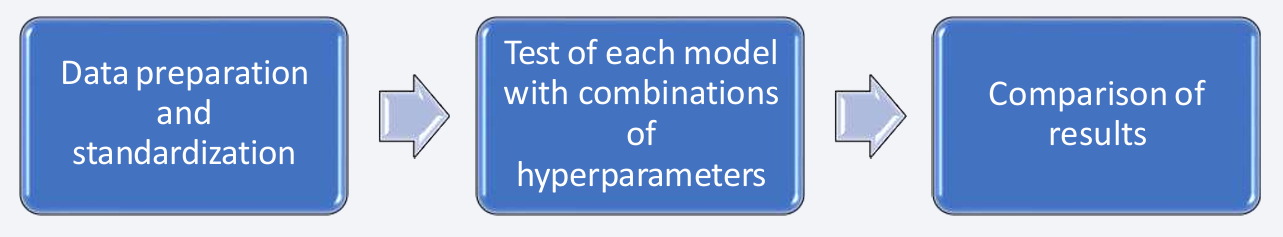 Data preparation
and
standardization
Test of each model
with combinations
of
hyperparameters
Comparison of
results